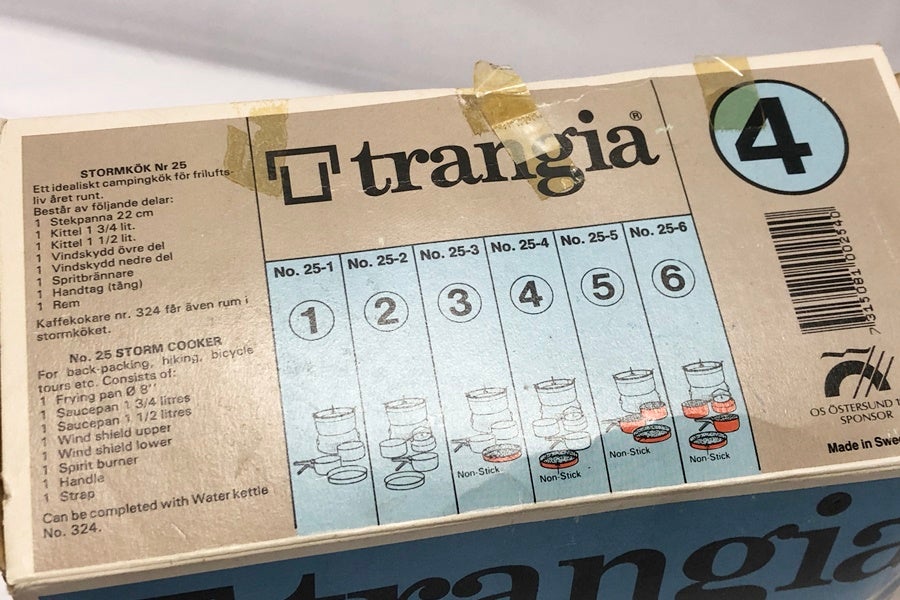 STORMKÖK Nr 25
Ett idealiskt campingkök för frilufts-
liv året runt.
Består av följande delar:
1 Stekpanna 22 cm
1 Kittel 1 3/4 lit.
1 Kittel 1 1/2 lit.
1 Vindskydd övre del
1 Vindskydd nedre del
1 Spritbrännare
1 Handtag (tång)
1 Rem
Kaffekokare nr. 324 får även rum i
stormköket.
No. 25 STORM COOKER
For back-packing, hiking, bicycle
tours etc. Consists of:
1 Frying pan Ø 8''
1 Saucepan 1 3/4 litres
1 Saucepan 1 1/2 litres
1 Wind shield upper
1 Wind shield lower
1 Spirit burner
1 Handle
1 Strap
Can be completed with Water kettle
No. 324.
trangia®
No. 25-1 No. 25-2 No. 25-3 No. 25-4 No. 25-5 No. 25-6
1 2 3 4 5 6
Non-Stick Non-Stick Non-Stick Non-Stick
4
7 315081 002540
OS ÖSTERSUND
SPONSOR
Made in
trangia